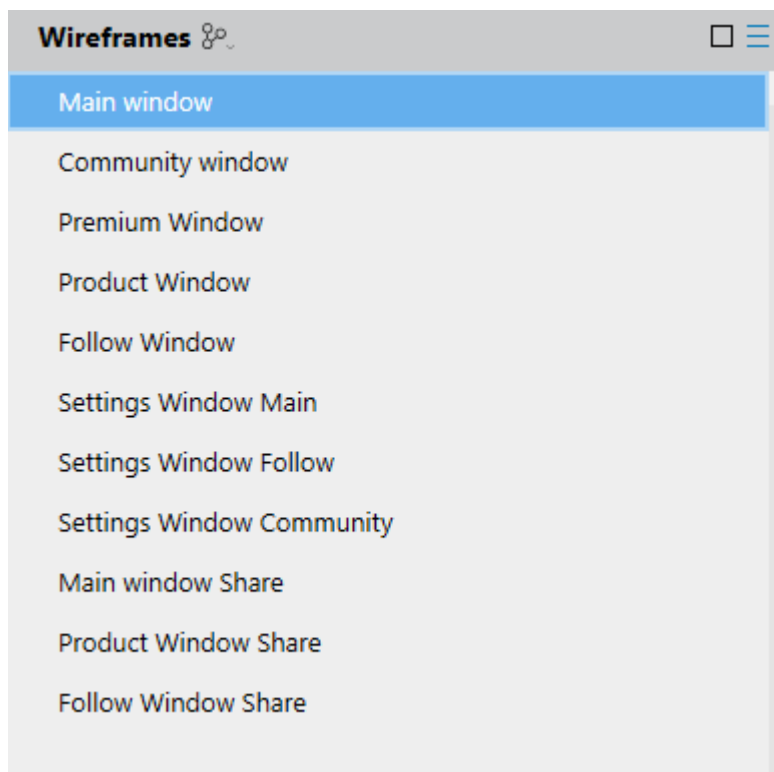 Wireframes
Main window
Community window
Premium Window
Product Window
Follow Window
Settings Window Main
Settings Window Follow
Settings Window Community
Main window Share
Product Window Share
Follow Window Share